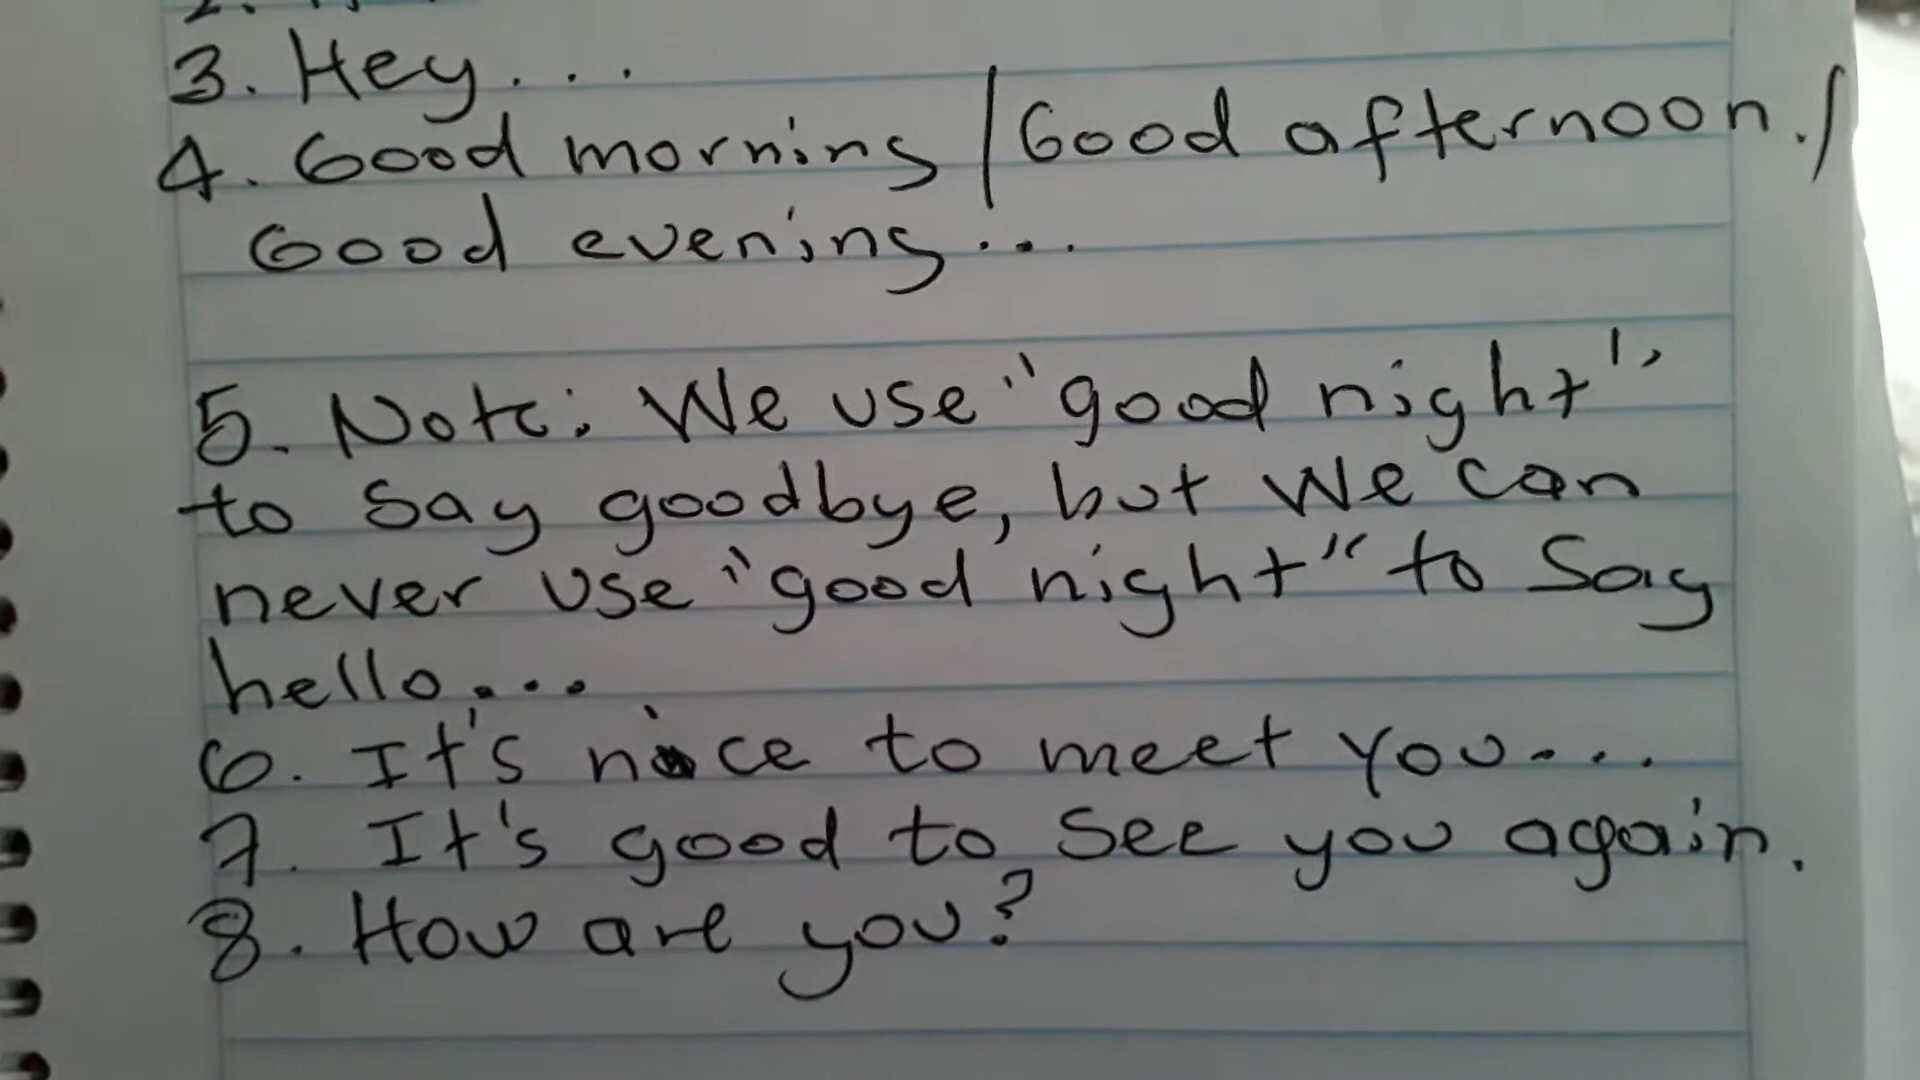 3. Hey....
4. Good morning / Good afternoon. /
Good evening...
5. Note: We use "good night"
to say goodbye, but we can
never use "good night" to say
hello....
6. It's nice to meet you....
7. It's good to see you again.
8. How are you?